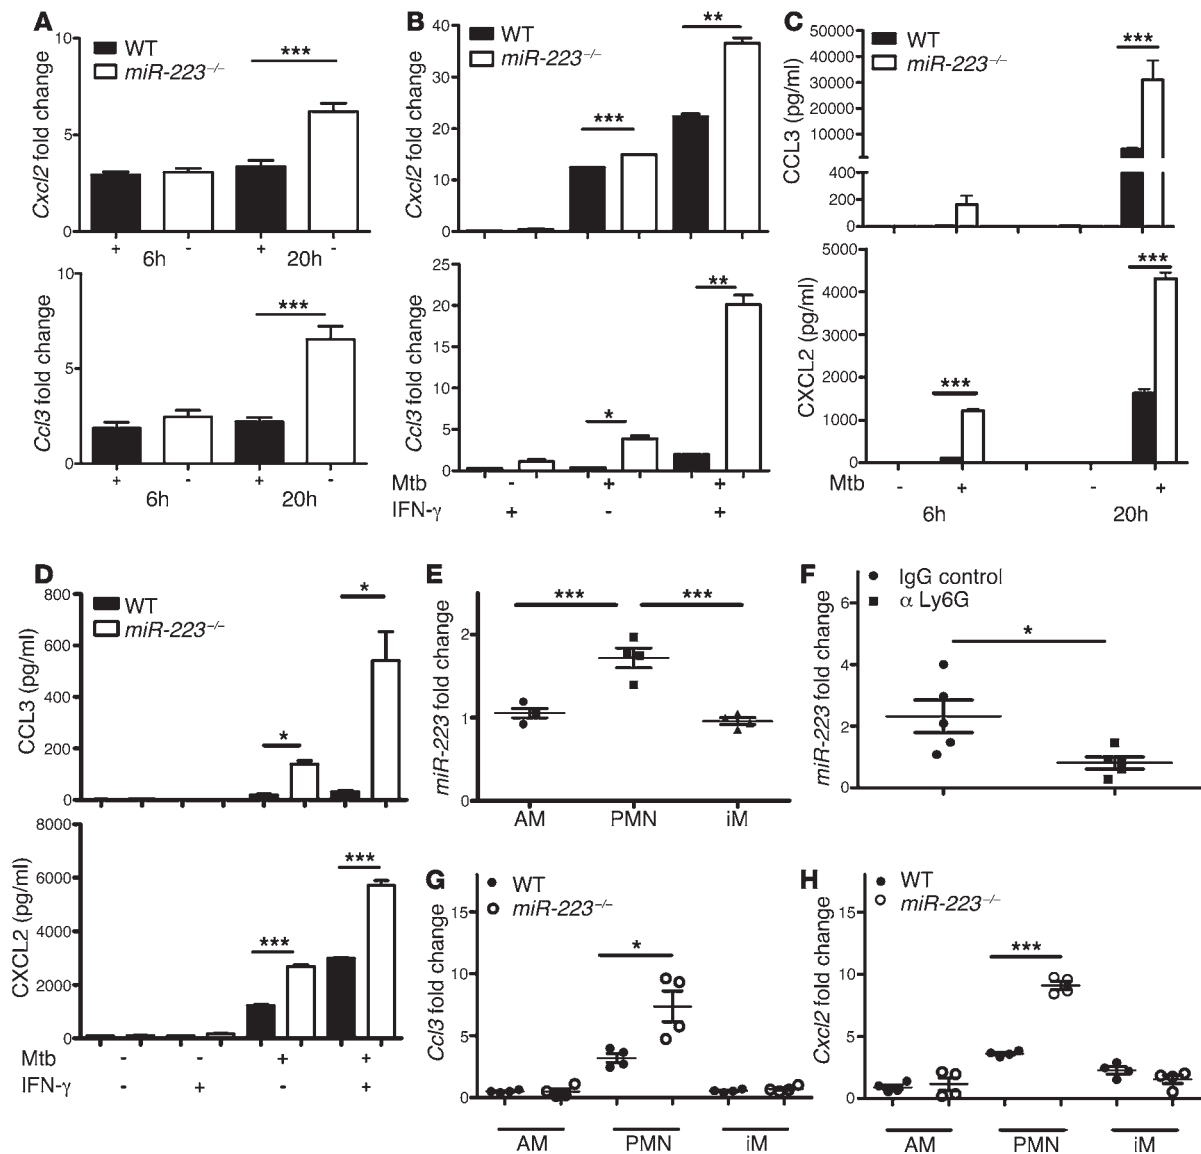 A
10
WT
miR-223−/−
***
5
0
Cxcl2 fold change
+ - + -
6h 20h
10
***
5
0
Ccl3 fold change
+ - + -
6h 20h
B
40
WT
miR-223−/−
**
30
20
***
10
0
Cxcl2 fold change
25
**
20
15
10
*
5
0
Ccl3 fold change
Mtb - + +
IFN-γ + - +
C
50000
WT
miR-223−/−
***
40000
30000
20000
10000
400
200
0
CCL3 (pg/ml)
5000
***
4000
3000
2000
***
1000
0
CXCL2 (pg/ml)
Mtb - + - +
6h 20h
D
800
WT
miR-223−/−
*
600
400
*
200
0
CCL3 (pg/ml)
8000
***
6000
4000
***
2000
0
CXCL2 (pg/ml)
Mtb - - + +
IFN-γ - + - +
E
*** ***
2
1
0
miR-223 fold change
AM PMN iM
F
IgG control
α Ly6G
6
*
4
2
0
miR-223 fold change
G
WT
miR-223−/−
15
*
10
5
0
Ccl3 fold change
AM PMN iM
H
WT
miR-223−/−
15
***
10
5
0
Cxcl2 fold change
AM PMN iM